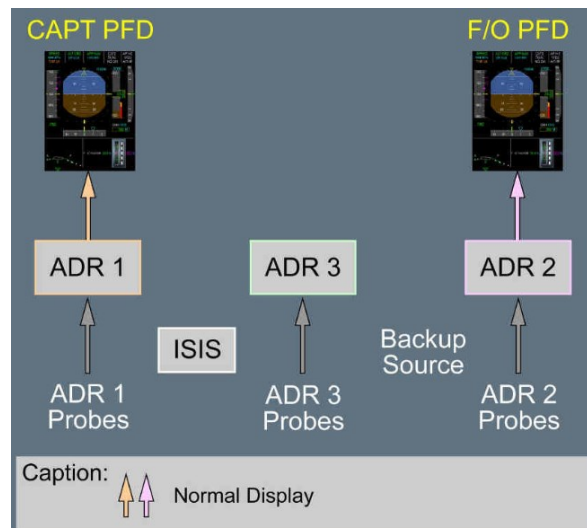 CAPT PFD
F/O PFD
ADR 1
ADR 3
ADR 2
ISIS
Backup
Source
ADR 1
Probes
ADR 3
Probes
ADR 2
Probes
Caption:
Normal Display